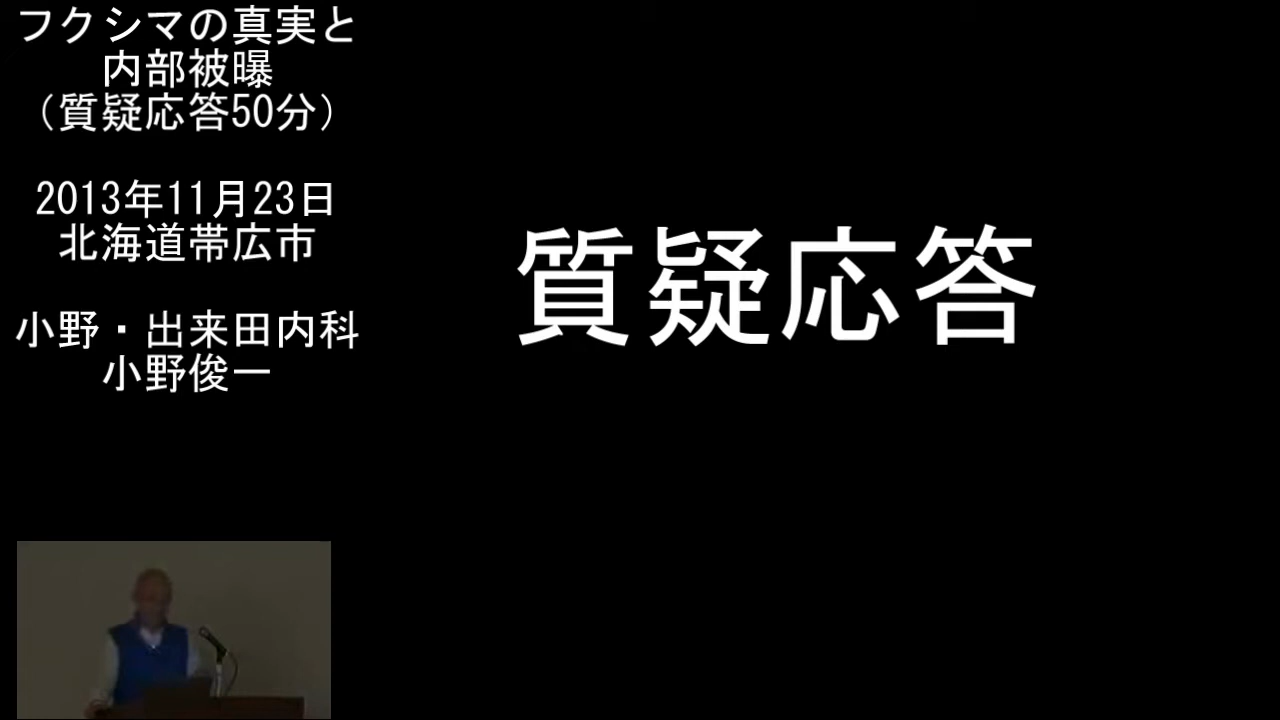 フクシマの真実と
内部被曝
（質疑応答50分）
2013年11月23日
北海道帯広市
小野・出来田内科
小野俊一
質疑応答